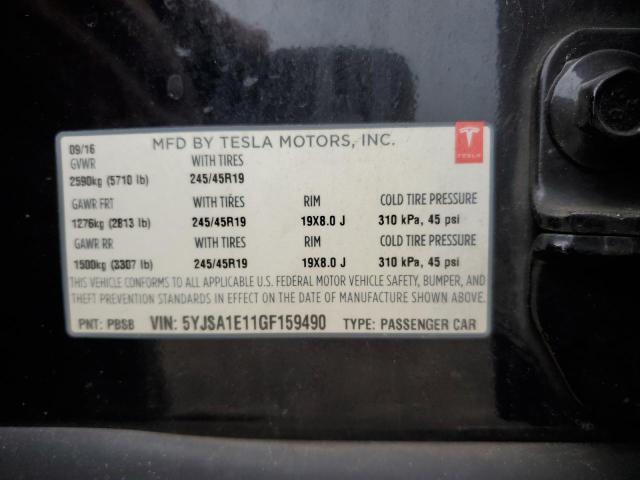 MFD BY TESLA MOTORS, INC.
09/16
GVWR WITH TIRES
2590kg (5710 lb) 245/45R19
GAWR FRT WITH TIRES RIM COLD TIRE PRESSURE
1276kg (2813 lb) 245/45R19 19X8.0 J 310 kPa, 45 psi
GAWR RR WITH TIRES RIM COLD TIRE PRESSURE
1500kg (3307 lb) 245/45R19 19X8.0 J 310 kPa, 45 psi
THIS VEHICLE CONFORMS TO ALL APPLICABLE U.S. FEDERAL MOTOR VEHICLE SAFETY, BUMPER, AND
THEFT PREVENTION STANDARDS IN EFFECT ON THE DATE OF MANUFACTURE SHOWN ABOVE.
PNT: PBSB VIN: 5YJSA1E11GF159490 TYPE: PASSENGER CAR
TESLA